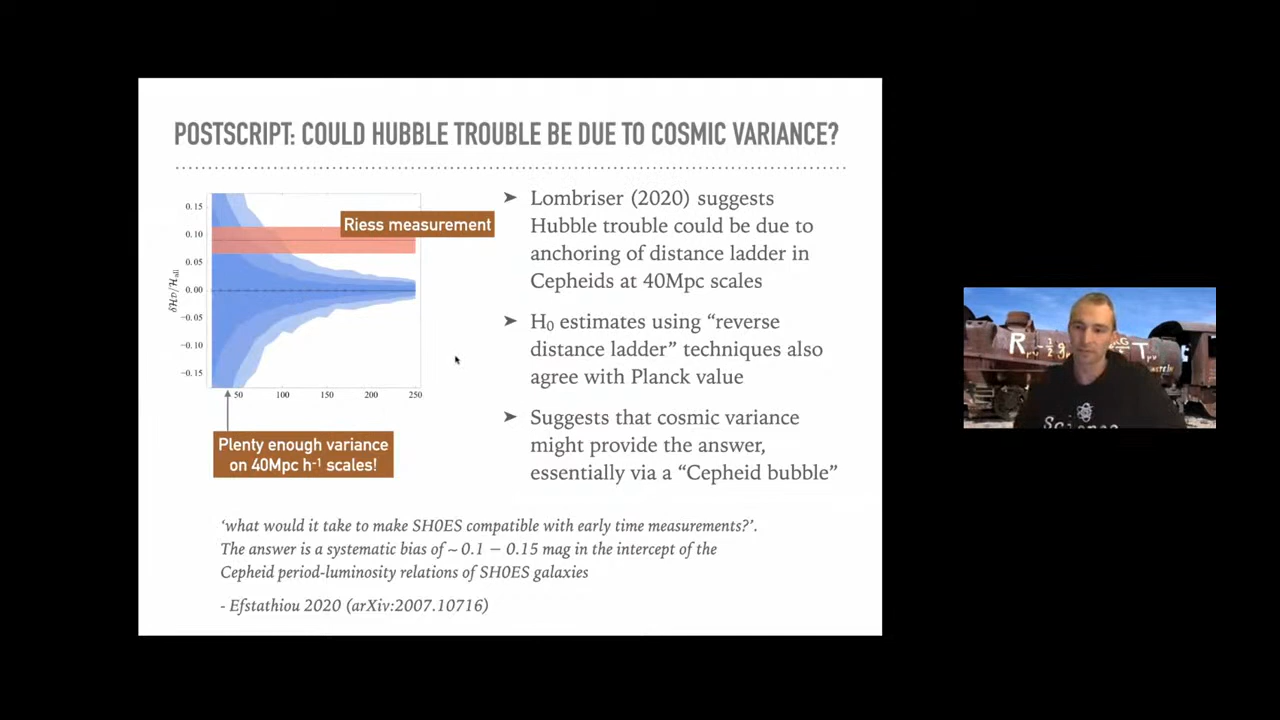 POSTSCRIPT: COULD HUBBLE TROUBLE BE DUE TO COSMIC VARIANCE?
0.15
0.10
0.05
0.00
−0.05
−0.10
−0.15
δH_D/H_all
50 100 150 200 250
Riess measurement
Plenty enough variance
on 40Mpc h⁻¹ scales!
➤ Lombriser (2020) suggests
Hubble trouble could be due to
anchoring of distance ladder in
Cepheids at 40Mpc scales
➤ H₀ estimates using “reverse
distance ladder” techniques also
agree with Planck value
➤ Suggests that cosmic variance
might provide the answer,
essentially via a “Cepheid bubble”
‘what would it take to make SH0ES compatible with early time measurements?’.
The answer is a systematic bias of ~ 0.1 − 0.15 mag in the intercept of the
Cepheid period-luminosity relations of SH0ES galaxies
- Efstathiou 2020 (arXiv:2007.10716)
Science